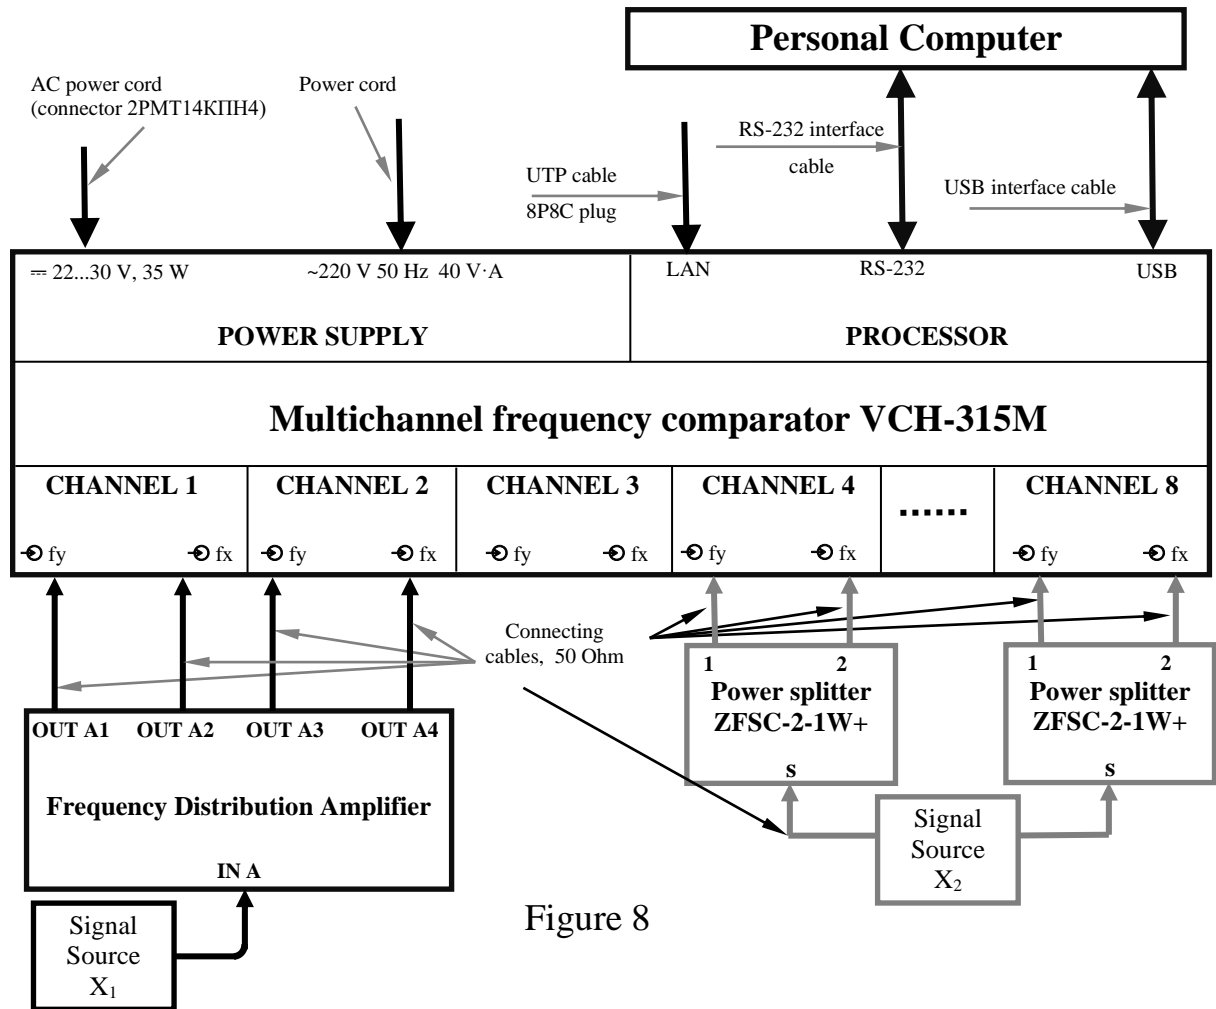 Personal Computer
AC power cord
(connector 2РМТ14КПН4)
Power cord
RS-232 interface
cable
UTP cable
8P8C plug
USB interface cable
⎓ 22...30 V, 35 W
~220 V 50 Hz 40 V·A
LAN
RS-232
USB
POWER SUPPLY
PROCESSOR
Multichannel frequency comparator VCH-315M
CHANNEL 1
CHANNEL 2
CHANNEL 3
CHANNEL 4
......
CHANNEL 8
fy
fx
fy
fx
fy
fx
fy
fx
fy
fx
Connecting
cables, 50 Ohm
1
2
Power splitter
ZFSC-2-1W+
s
1
2
Power splitter
ZFSC-2-1W+
s
OUT A1
OUT A2
OUT A3
OUT A4
Frequency Distribution Amplifier
IN A
Signal
Source
X₂
Signal
Source
X₁
Figure 8